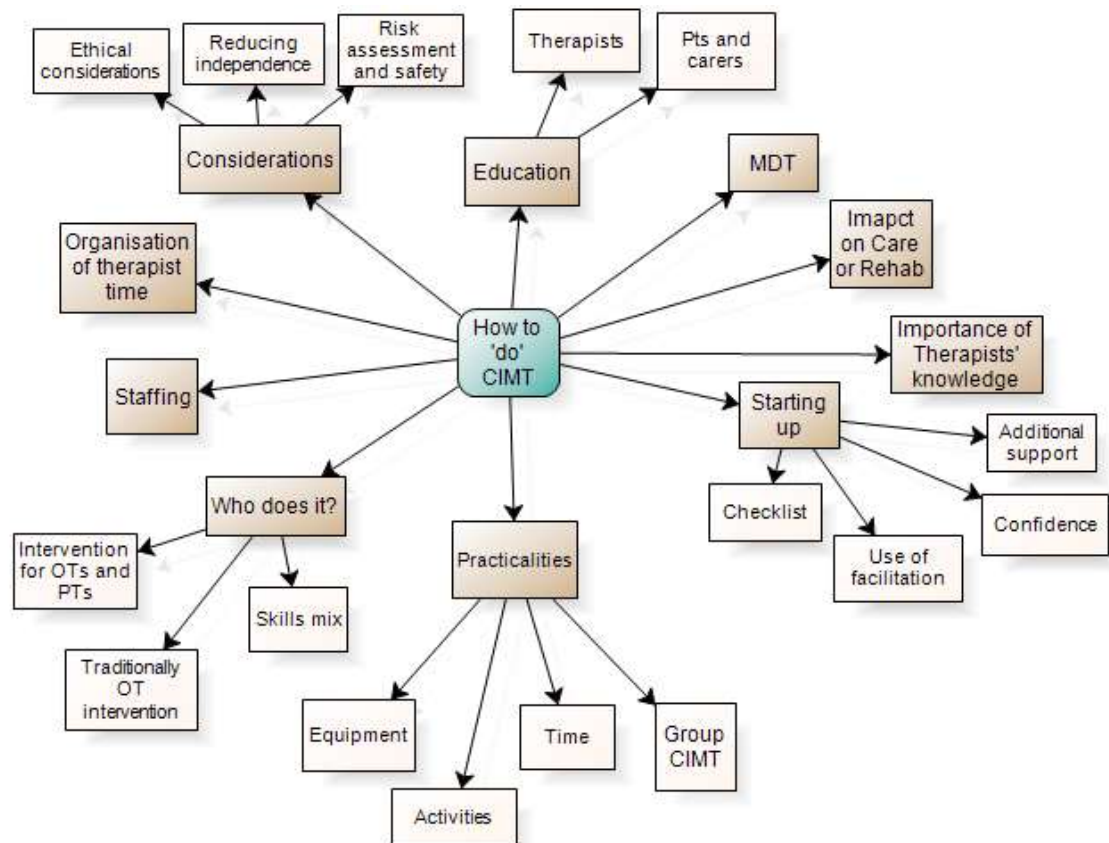 Ethical
considerations
Reducing
independence
Risk
assessment
and safety
Therapists
Pts and
carers
Considerations
Education
MDT
Organisation
of therapist
time
Imapct
on Care
or Rehab
How to
'do'
CIMT
Importance of
Therapists'
knowledge
Staffing
Starting
up
Additional
support
Checklist
Confidence
Use of
facilitation
Who does it?
Intervention
for OTs and
PTs
Skills mix
Traditionally
OT
intervention
Practicalities
Equipment
Time
Group
CIMT
Activities